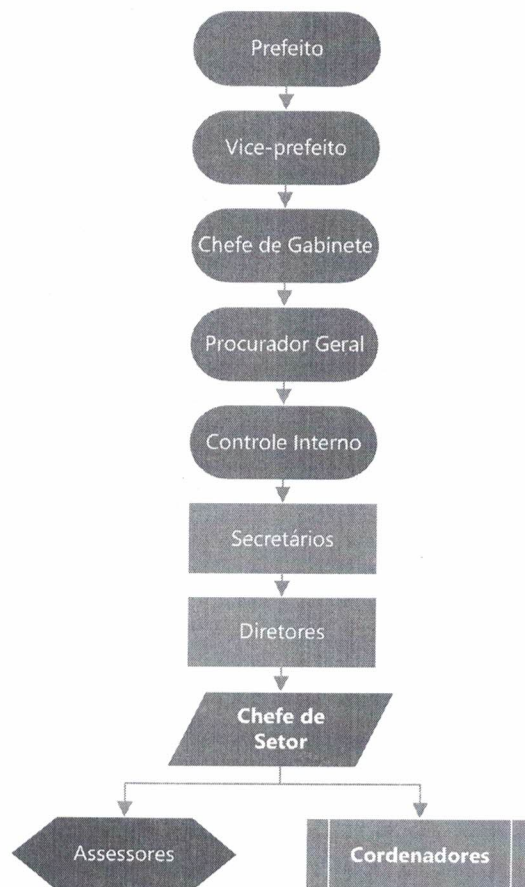 Prefeito
Vice-prefeito
Chefe de Gabinete
Procurador Geral
Controle Interno
Secretários
Diretores
Chefe de
Setor
Assessores
Cordenadores